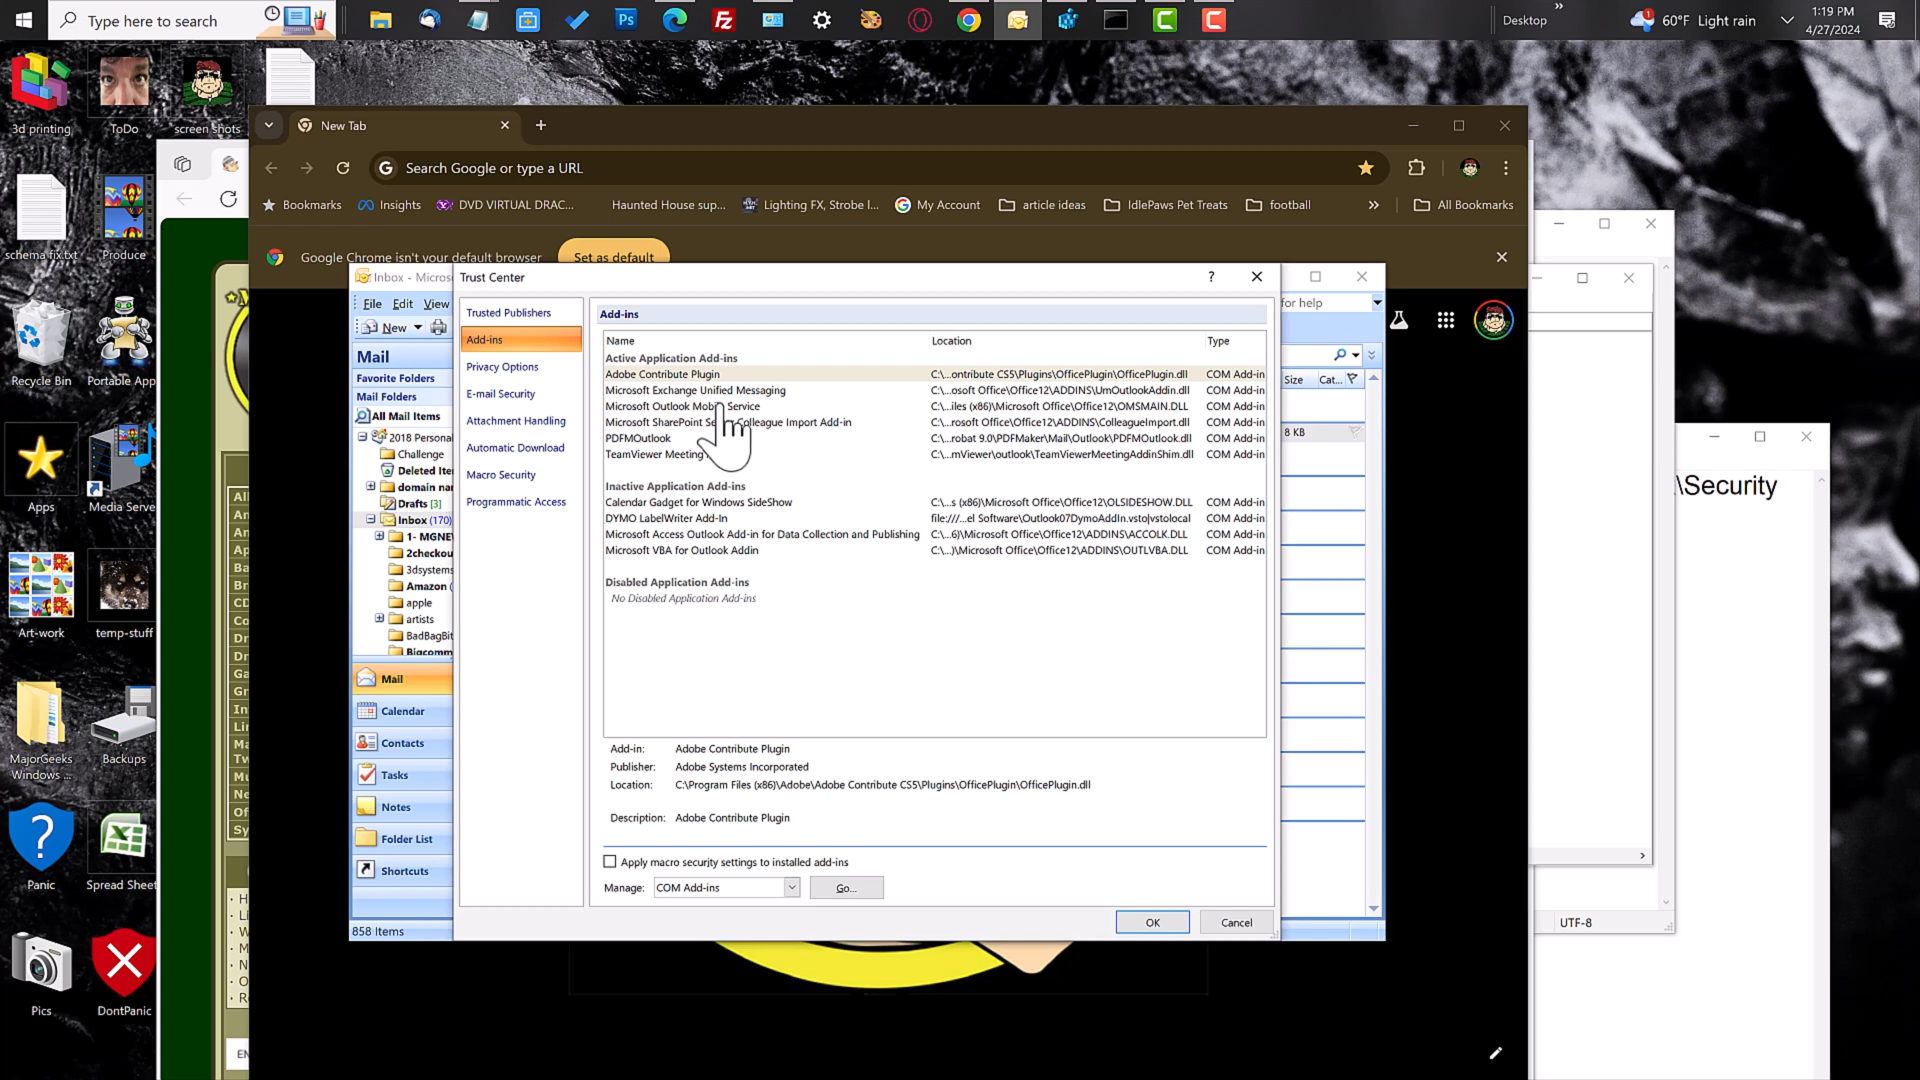 Type here to search
Desktop
»
1
60°F Light rain
1:19 PM
4/27/2024
3d printing
ToDo
screen shots
schema fix.txt
Produce
Recycle Bin
Portable App
Apps
Media Serve
Art-work
temp-stuff
MajorGeeks
Windows ...
Backups
Panic
Spread Sheet
Pics
DontPanic
New Tab
Search Google or type a URL
Bookmarks
Insights
DVD VIRTUAL DRAC...
Haunted House sup...
Lighting FX, Strobe I...
My Account
article ideas
IdlePaws Pet Treats
football
»
All Bookmarks
Google Chrome isn't your default browser
Set as default
Inbox - Micros
File Edit View
New
Mail
Favorite Folders
Mail Folders
All Mail Items
2018 Personal
Challenge
Deleted Ite
domain nar
Drafts [3]
Inbox (170)
1- MGNE
2checkou
3dsystems
Amazon (
apple
artists
BadBagBit
Bigcomm
Mail
Calendar
Contacts
Tasks
Notes
Folder List
Shortcuts
858 Items
for help
Size Cat...
8 KB
Trust Center
?
Trusted Publishers
Add-ins
Privacy Options
E-mail Security
Attachment Handling
Automatic Download
Macro Security
Programmatic Access
Add-ins
Name Location Type
Active Application Add-ins
Adobe Contribute Plugin C:\...ontribute CS5\Plugins\OfficePlugin\OfficePlugin.dll COM Add-in
Microsoft Exchange Unified Messaging C:\...osoft Office\Office12\ADDINS\UmOutlookAddin.dll COM Add-in
Microsoft Outlook Mobile Service C:\...iles (x86)\Microsoft Office\Office12\OMSMAIN.DLL COM Add-in
Microsoft SharePoint Se Colleague Import Add-in C:\...rosoft Office\Office12\ADDINS\ColleagueImport.dll COM Add-in
PDFMOutlook C:\...robat 9.0\PDFMaker\Mail\Outlook\PDFMOutlook.dll COM Add-in
TeamViewer Meeting C:\...mViewer\outlook\TeamViewerMeetingAddinShim.dll COM Add-in
Inactive Application Add-ins
Calendar Gadget for Windows SideShow C:\...s (x86)\Microsoft Office\Office12\OLSIDESHOW.DLL COM Add-in
DYMO LabelWriter Add-In file:///...el Software\Outlook07DymoAddIn.vsto|vstolocal COM Add-in
Microsoft Access Outlook Add-in for Data Collection and Publishing C:\...6)\Microsoft Office\Office12\ADDINS\ACCOLK.DLL COM Add-in
Microsoft VBA for Outlook Addin C:\...)\Microsoft Office\Office12\ADDINS\OUTLVBA.DLL COM Add-in
Disabled Application Add-ins
No Disabled Application Add-ins
Add-in: Adobe Contribute Plugin
Publisher: Adobe Systems Incorporated
Location: C:\Program Files (x86)\Adobe\Adobe Contribute CS5\Plugins\OfficePlugin\OfficePlugin.dll
Description: Adobe Contribute Plugin
Apply macro security settings to installed add-ins
Manage: COM Add-ins Go...
OK Cancel
\Security
UTF-8